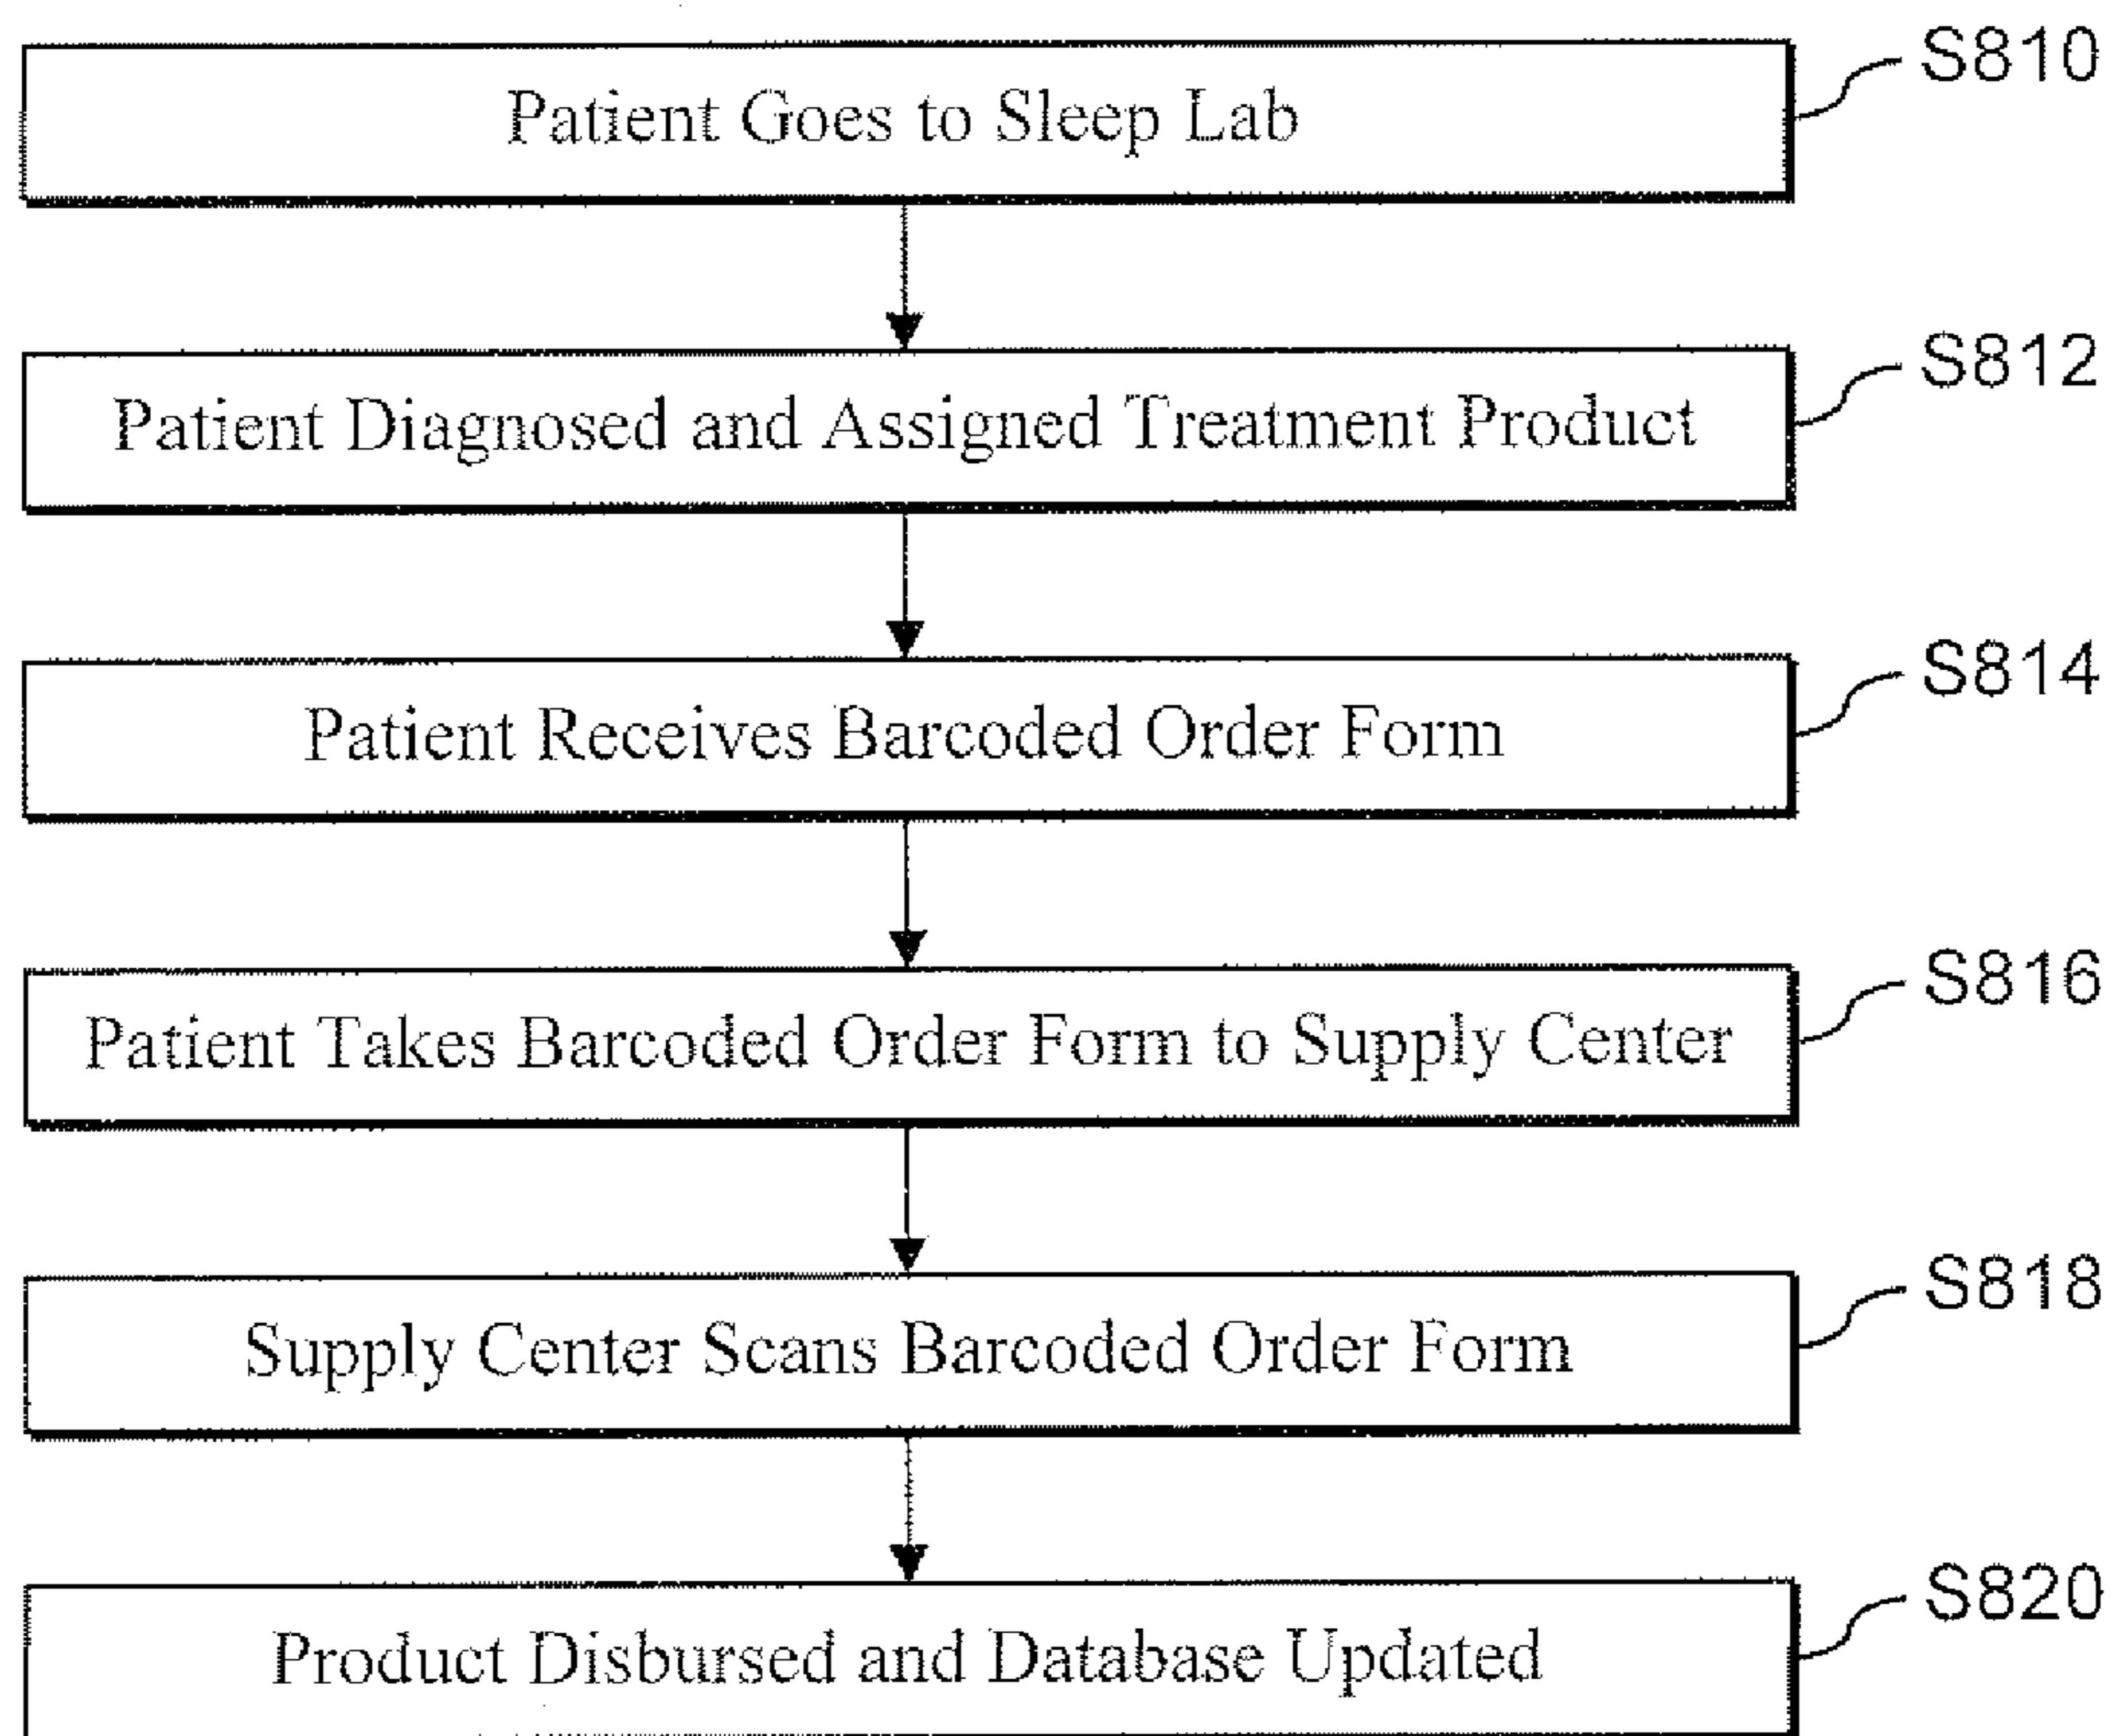 S810
Patient Goes to Sleep Lab
S812
Patient Diagnosed and Assigned Treatment Product
S814
Patient Receives Barcoded Order Form
S816
Patient Takes Barcoded Order Form to Supply Center
S818
Supply Center Scans Barcoded Order Form
S820
Product Disbursed and Database Updated